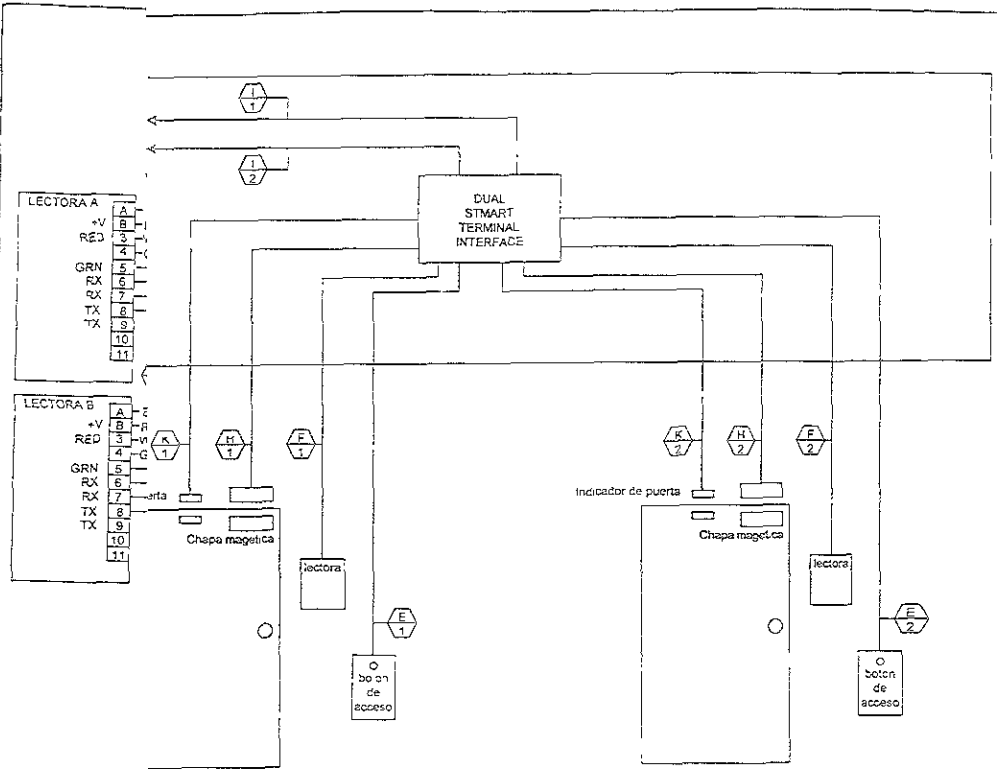 I
1
I
2
DUAL
STMART
TERMINAL
INTERFACE
LECTORA A
A
+V B
RED 3
4
GRN 5
RX 6
RX 7
TX 8
TX 9
10
11
LECTORA B
A
+V B
RED 3
4 G
GRN 5
RX 6
RX 7
TX 8
TX 9
10
11
K
1
H
1
F
1
K
2
H
2
F
2
erta
Chapa magetica
lectora
E
1
boton
de
acceso
Indicador de puerta
Chapa magetica
lectora
E
2
boton
de
acceso